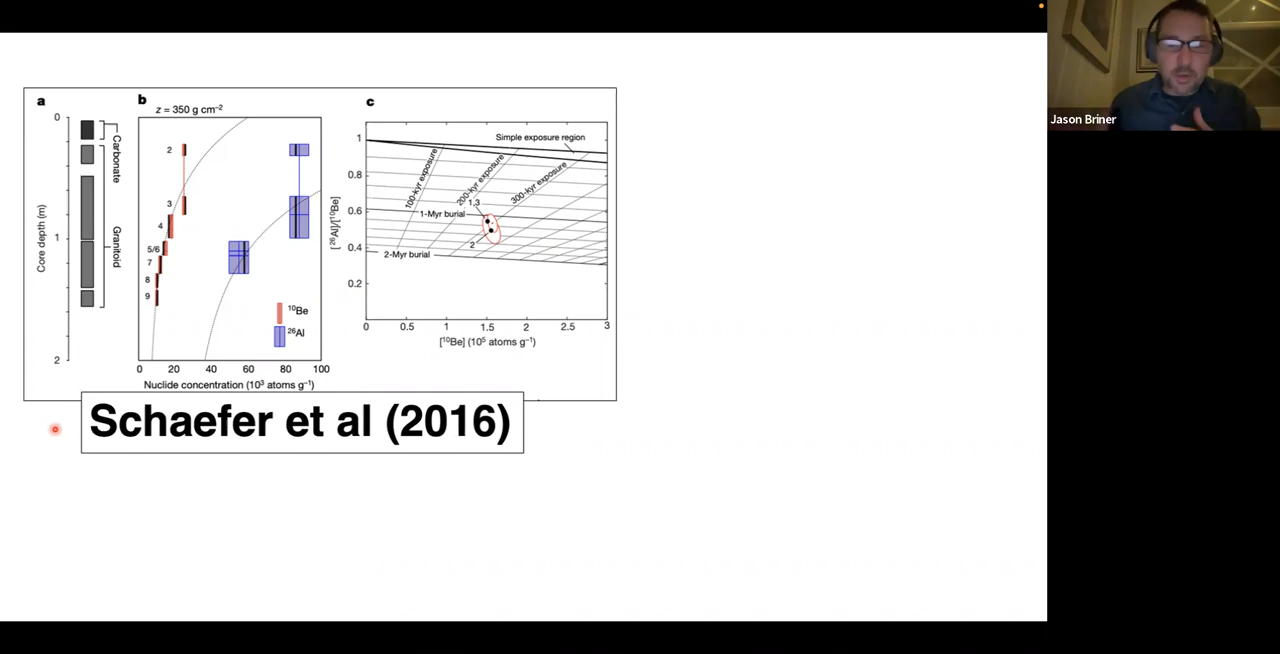 a
b
c
z = 350 g cm⁻²
Core depth (m)
0
1
2
Carbonate
Granitoid
2
3
4
5/6
7
8
9
¹⁰Be
²⁶Al
0
20
40
60
80
100
Nuclide concentration (10³ atoms g⁻¹)
[²⁶Al]/[¹⁰Be]
1
0.8
0.6
0.4
0.2
Simple exposure region
100-kyr exposure
200-kyr exposure
300-kyr exposure
1,3
1-Myr burial
2
2-Myr burial
0
0.5
1
1.5
2
2.5
3
[¹⁰Be] (10⁵ atoms g⁻¹)
Schaefer et al (2016)
Jason Briner